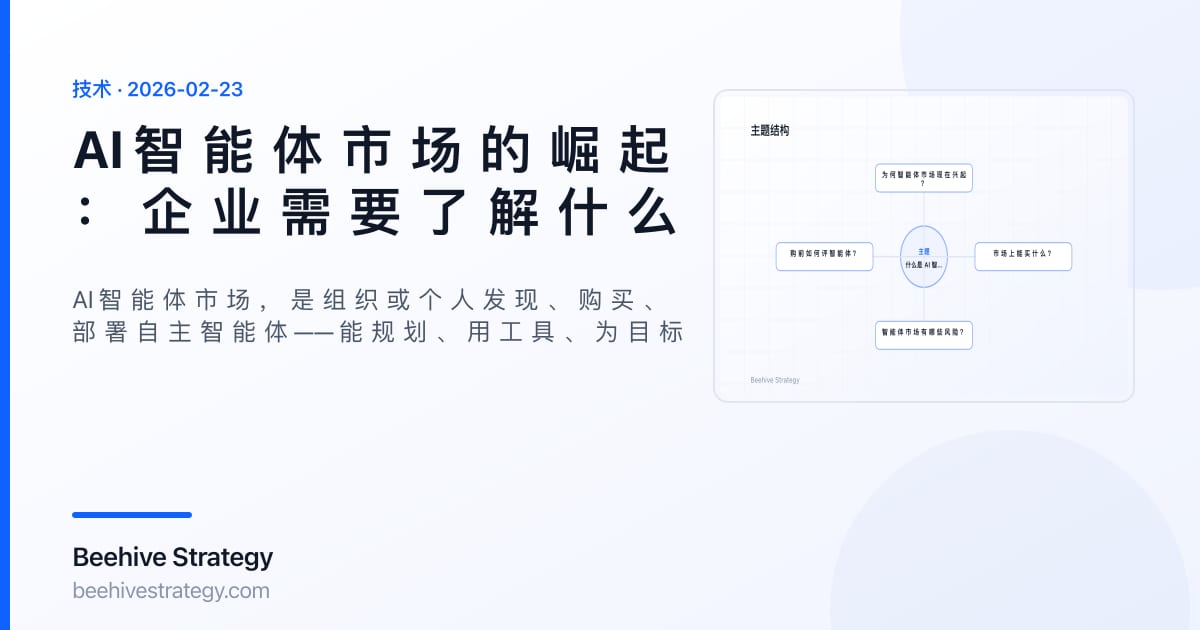 技术 · 2026-02-23
AI智能体市场的崛起
：企业需要了解什么
AI智能体市场，是组织或个人发现、购买、
部署自主智能体——能规划、用工具、为目标
主题结构
为何智能体市场现在兴起
?
购前如何评智能体?
主题
什么是 AI 智...
市场上能买什么?
智能体市场有哪些风险?
Beehive Strategy
Beehive Strategy
beehivestrategy.com